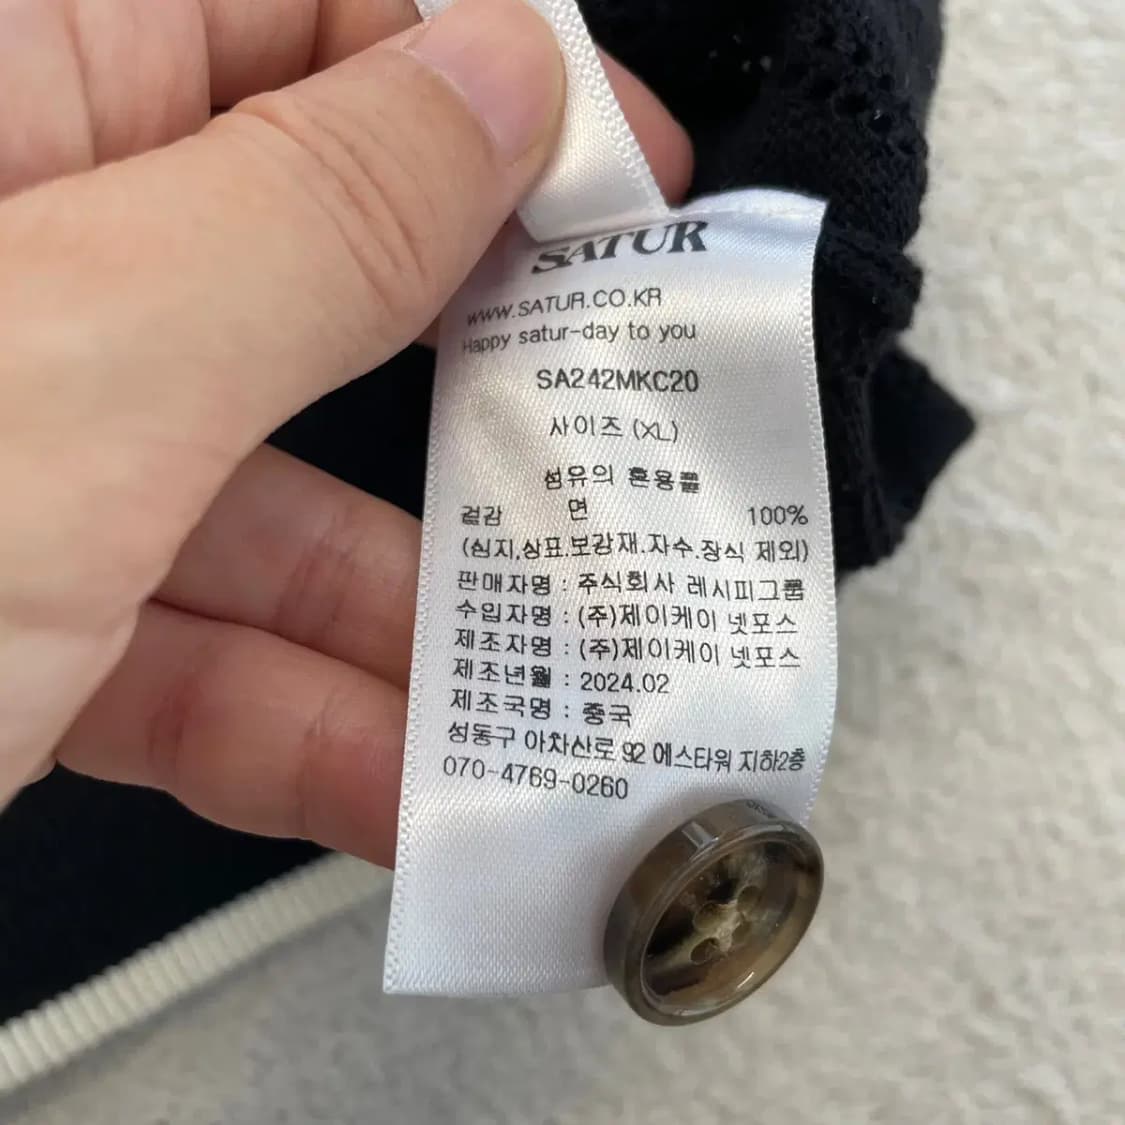 SATUR
WWW.SATUR.CO.KR
Happy satur-day to you
SA242MKC20
사이즈 (XL)
섬유의 혼용률
겉감 면 100%
(심지,상표.보강재.자수.장식 제외)
판매자명 : 주식회사 레시피그룹
수입자명 : (주)제이케이 넷포스
제조자명 : (주)제이케이 넷포스
제조년월 : 2024.02
제조국명 : 중국
성동구 아차산로 92 에스타워 지하2층
070-4769-0260